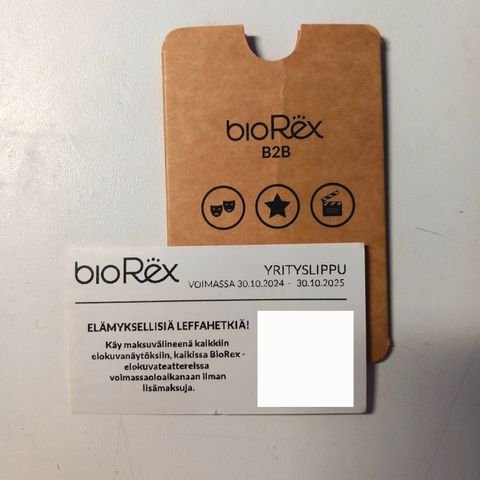 bioRëx
B2B
bioRëx
YRITYSLIPPU
VOIMASSA 30.10.2024 - 30.10.2025
ELÄMYKSELLISIÄ LEFFAHETKIÄ!
Käy maksuvälineenä kaikkiin
elokuvanäytöksiin, kaikissa BioRex -
elokuvateattereissa
voimassaoloaikanaan ilman
lisämaksuja.